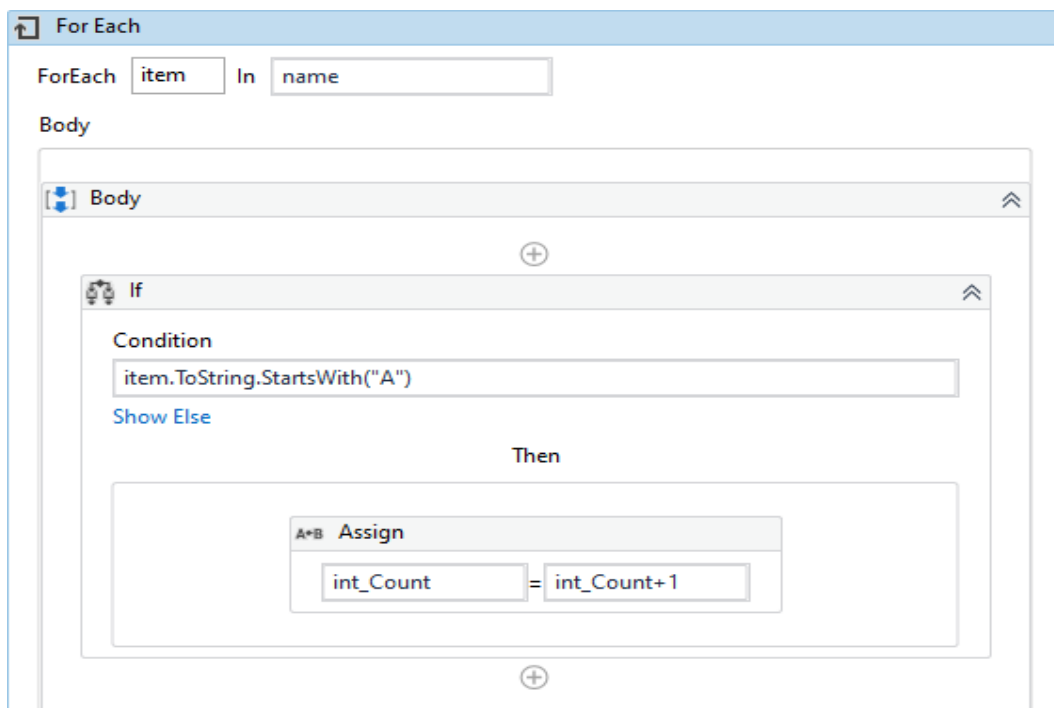 For Each
ForEach item In name
Body
Body
If
Condition
item.ToString.StartsWith("A")
Show Else
Then
A+B Assign
int_Count = int_Count+1